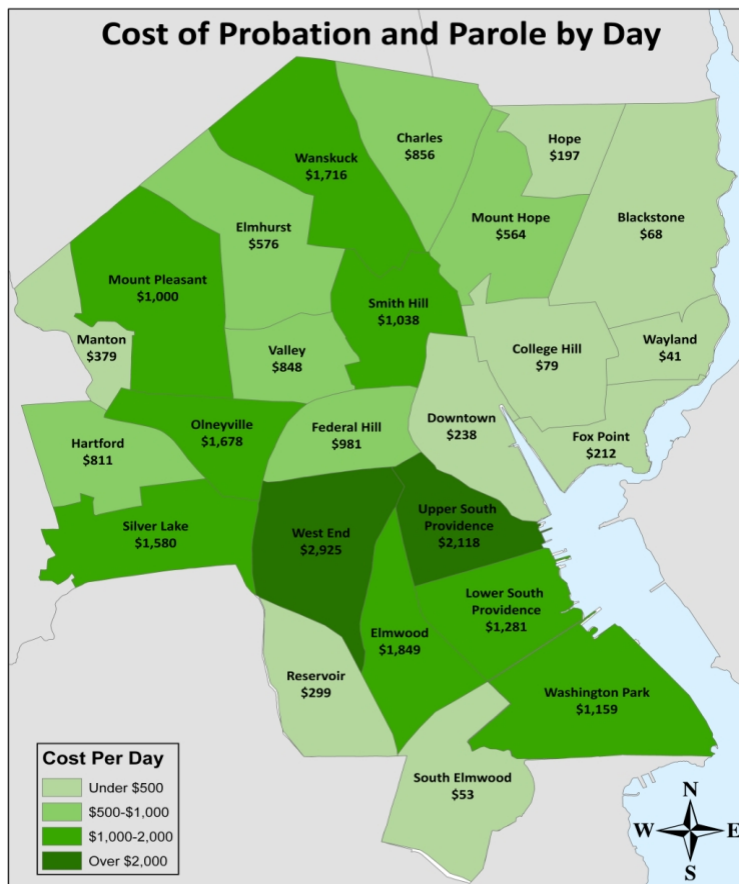 Cost of Probation and Parole by Day
Charles
$856
Hope
$197
Wanskuck
$1,716
Blackstone
$68
Mount Hope
$564
Elmhurst
$576
Mount Pleasant
$1,000
Smith Hill
$1,038
Manton
$379
Valley
$848
College Hill
$79
Wayland
$41
Hartford
$811
Olneyville
$1,678
Federal Hill
$981
Downtown
$238
Fox Point
$212
Silver Lake
$1,580
West End
$2,925
Upper South
Providence
$2,118
Lower South
Providence
$1,281
Elmwood
$1,849
Reservoir
$299
Washington Park
$1,159
South Elmwood
$53
Cost Per Day
Under $500
$500-$1,000
$1,000-2,000
Over $2,000
N
W
E
S